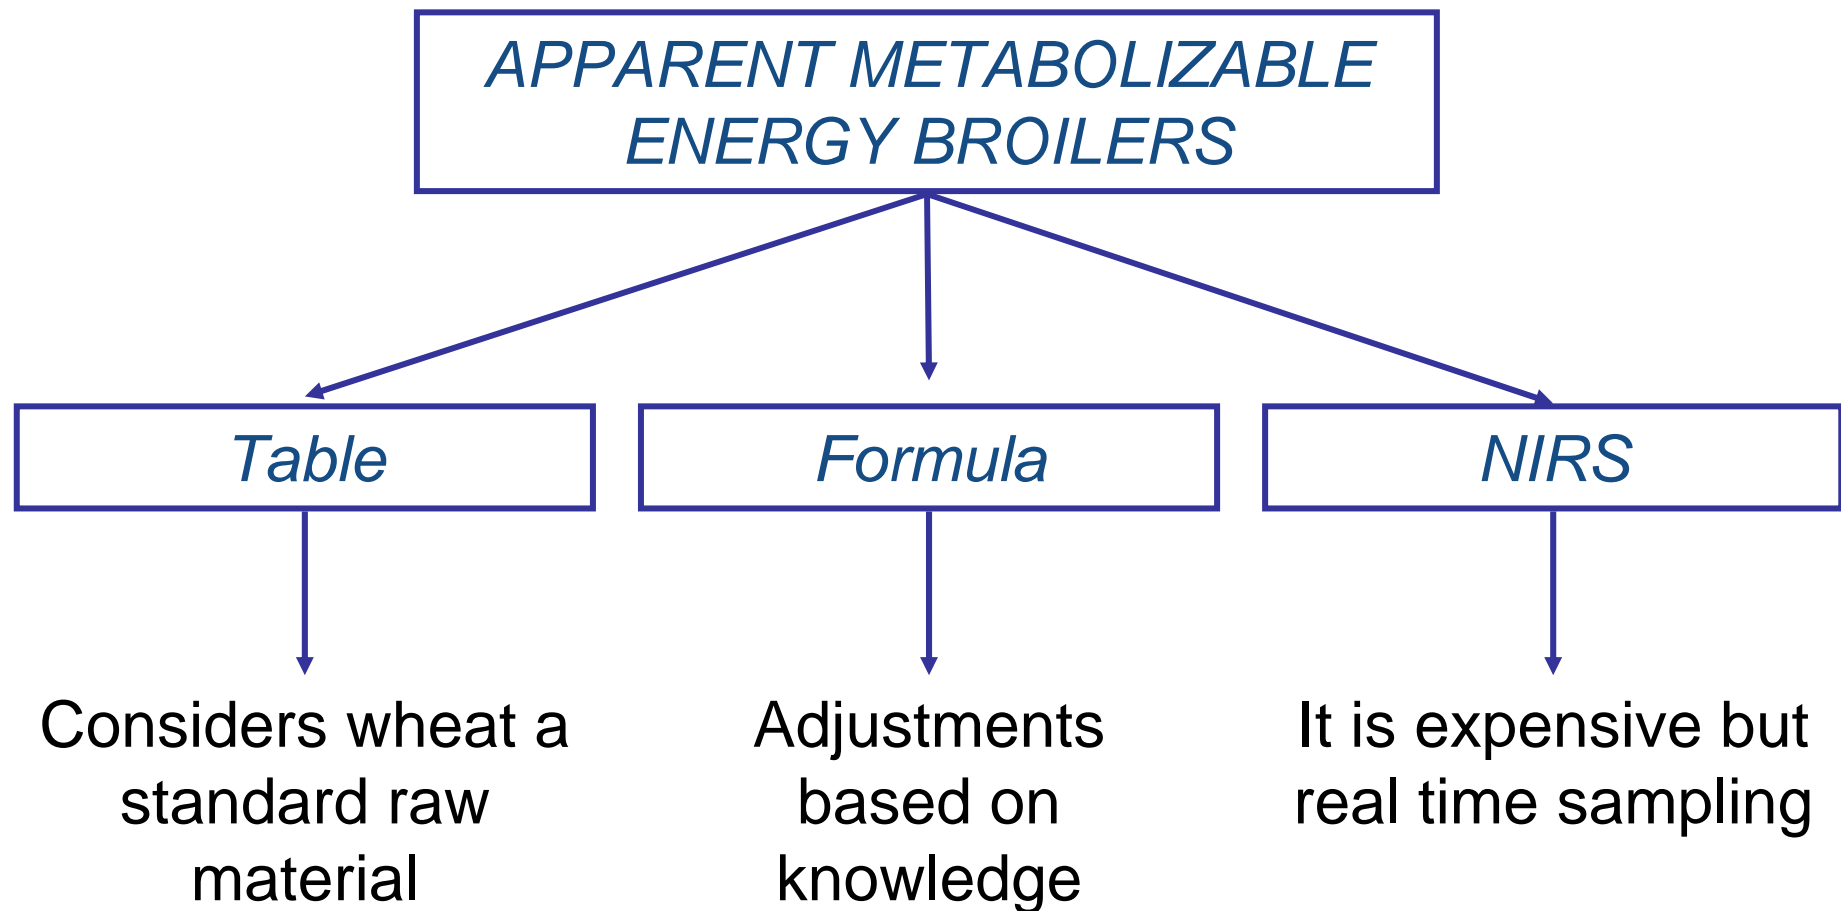 APPARENT METABOLIZABLE
ENERGY BROILERS
Table
Formula
NIRS
Considers wheat a
standard raw
material
Adjustments
based on
knowledge
It is expensive but
real time sampling